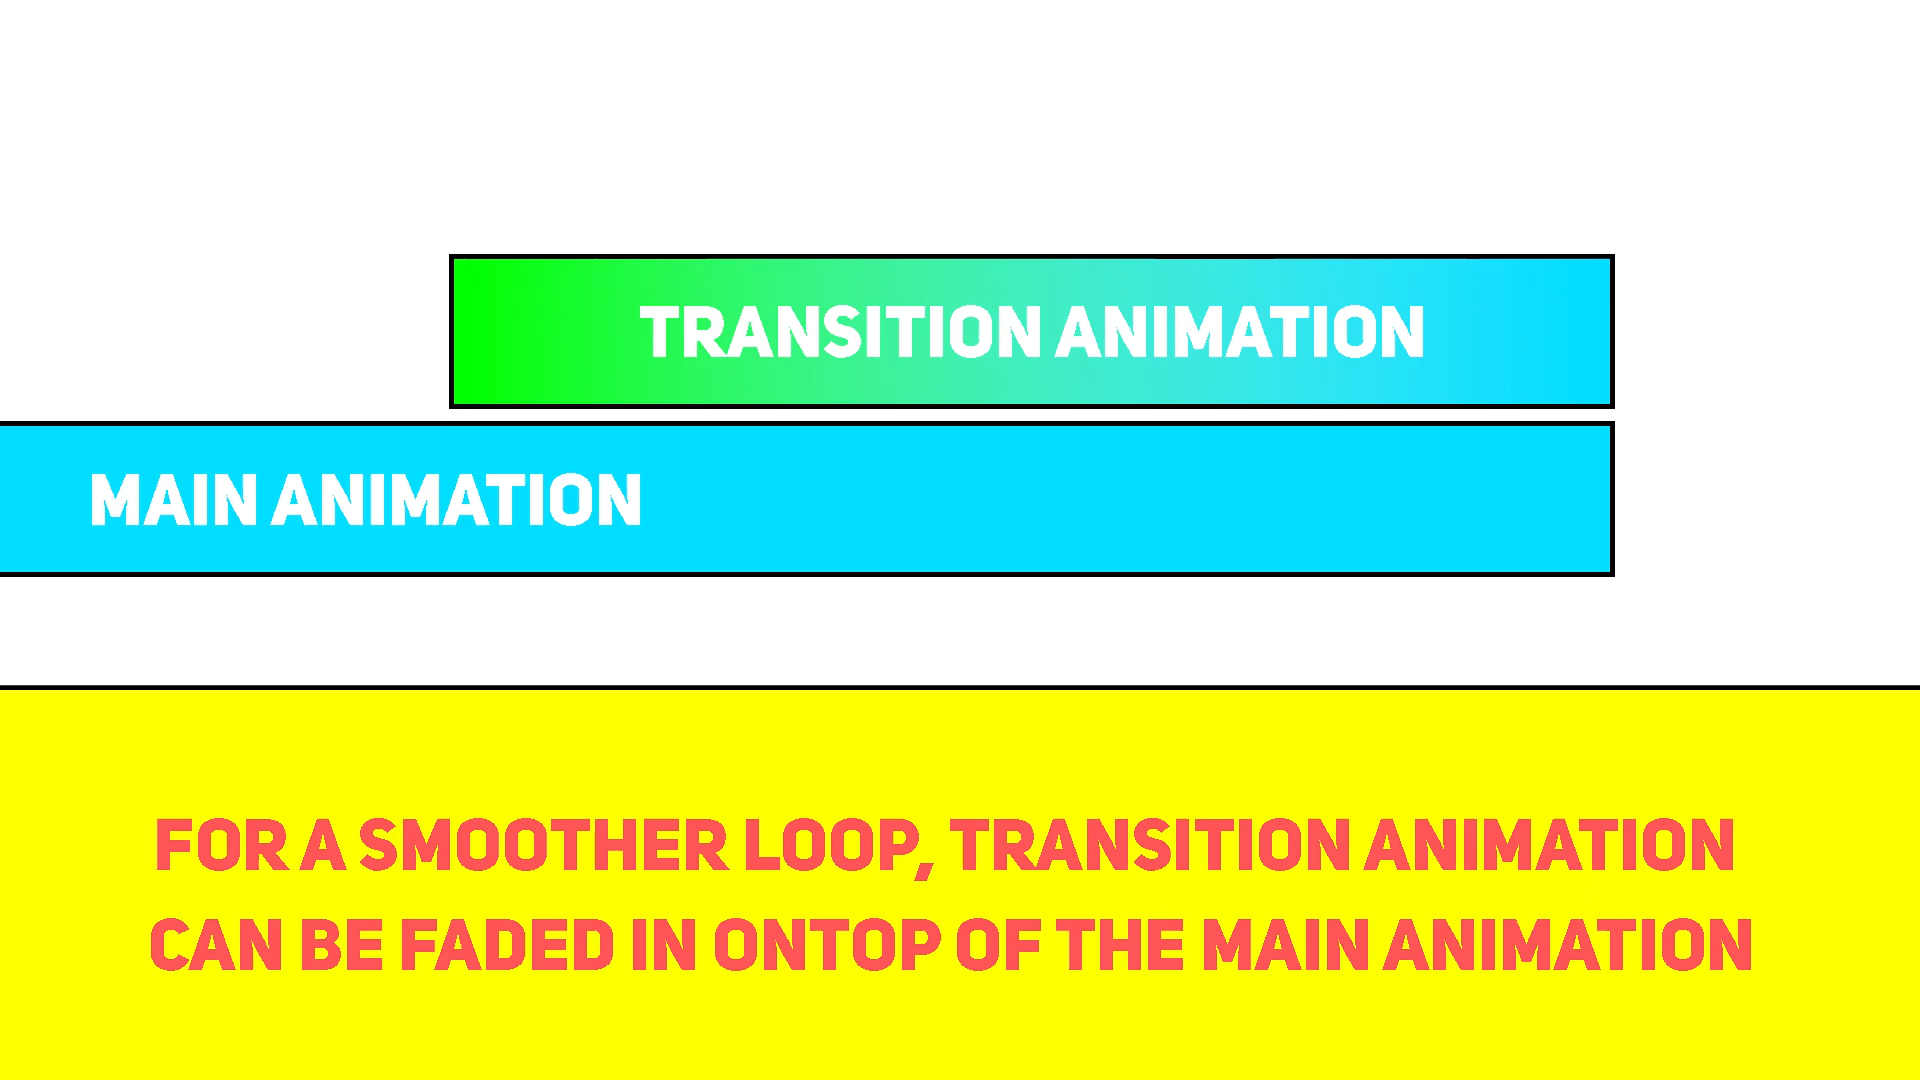 TRANSITION ANIMATION
MAIN ANIMATION
FOR A SMOOTHER LOOP, TRANSITION ANIMATION
CAN BE FADED IN ONTOP OF THE MAIN ANIMATION